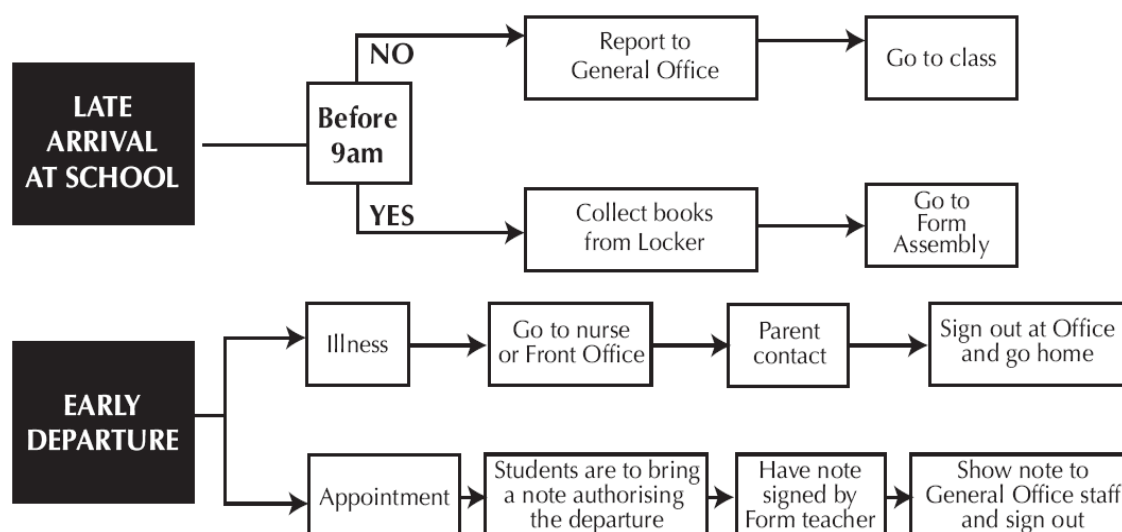 LATE
ARRIVAL
AT SCHOOL
Before
9am
NO
Report to
General Office
Go to class
YES
Collect books
from Locker
Go to
Form
Assembly
EARLY
DEPARTURE
Illness
Go to nurse
or Front Office
Parent
contact
Sign out at Office
and go home
Appointment
Students are to bring
a note authorising
the departure
Have note
signed by
Form teacher
Show note to
General Office staff
and sign out